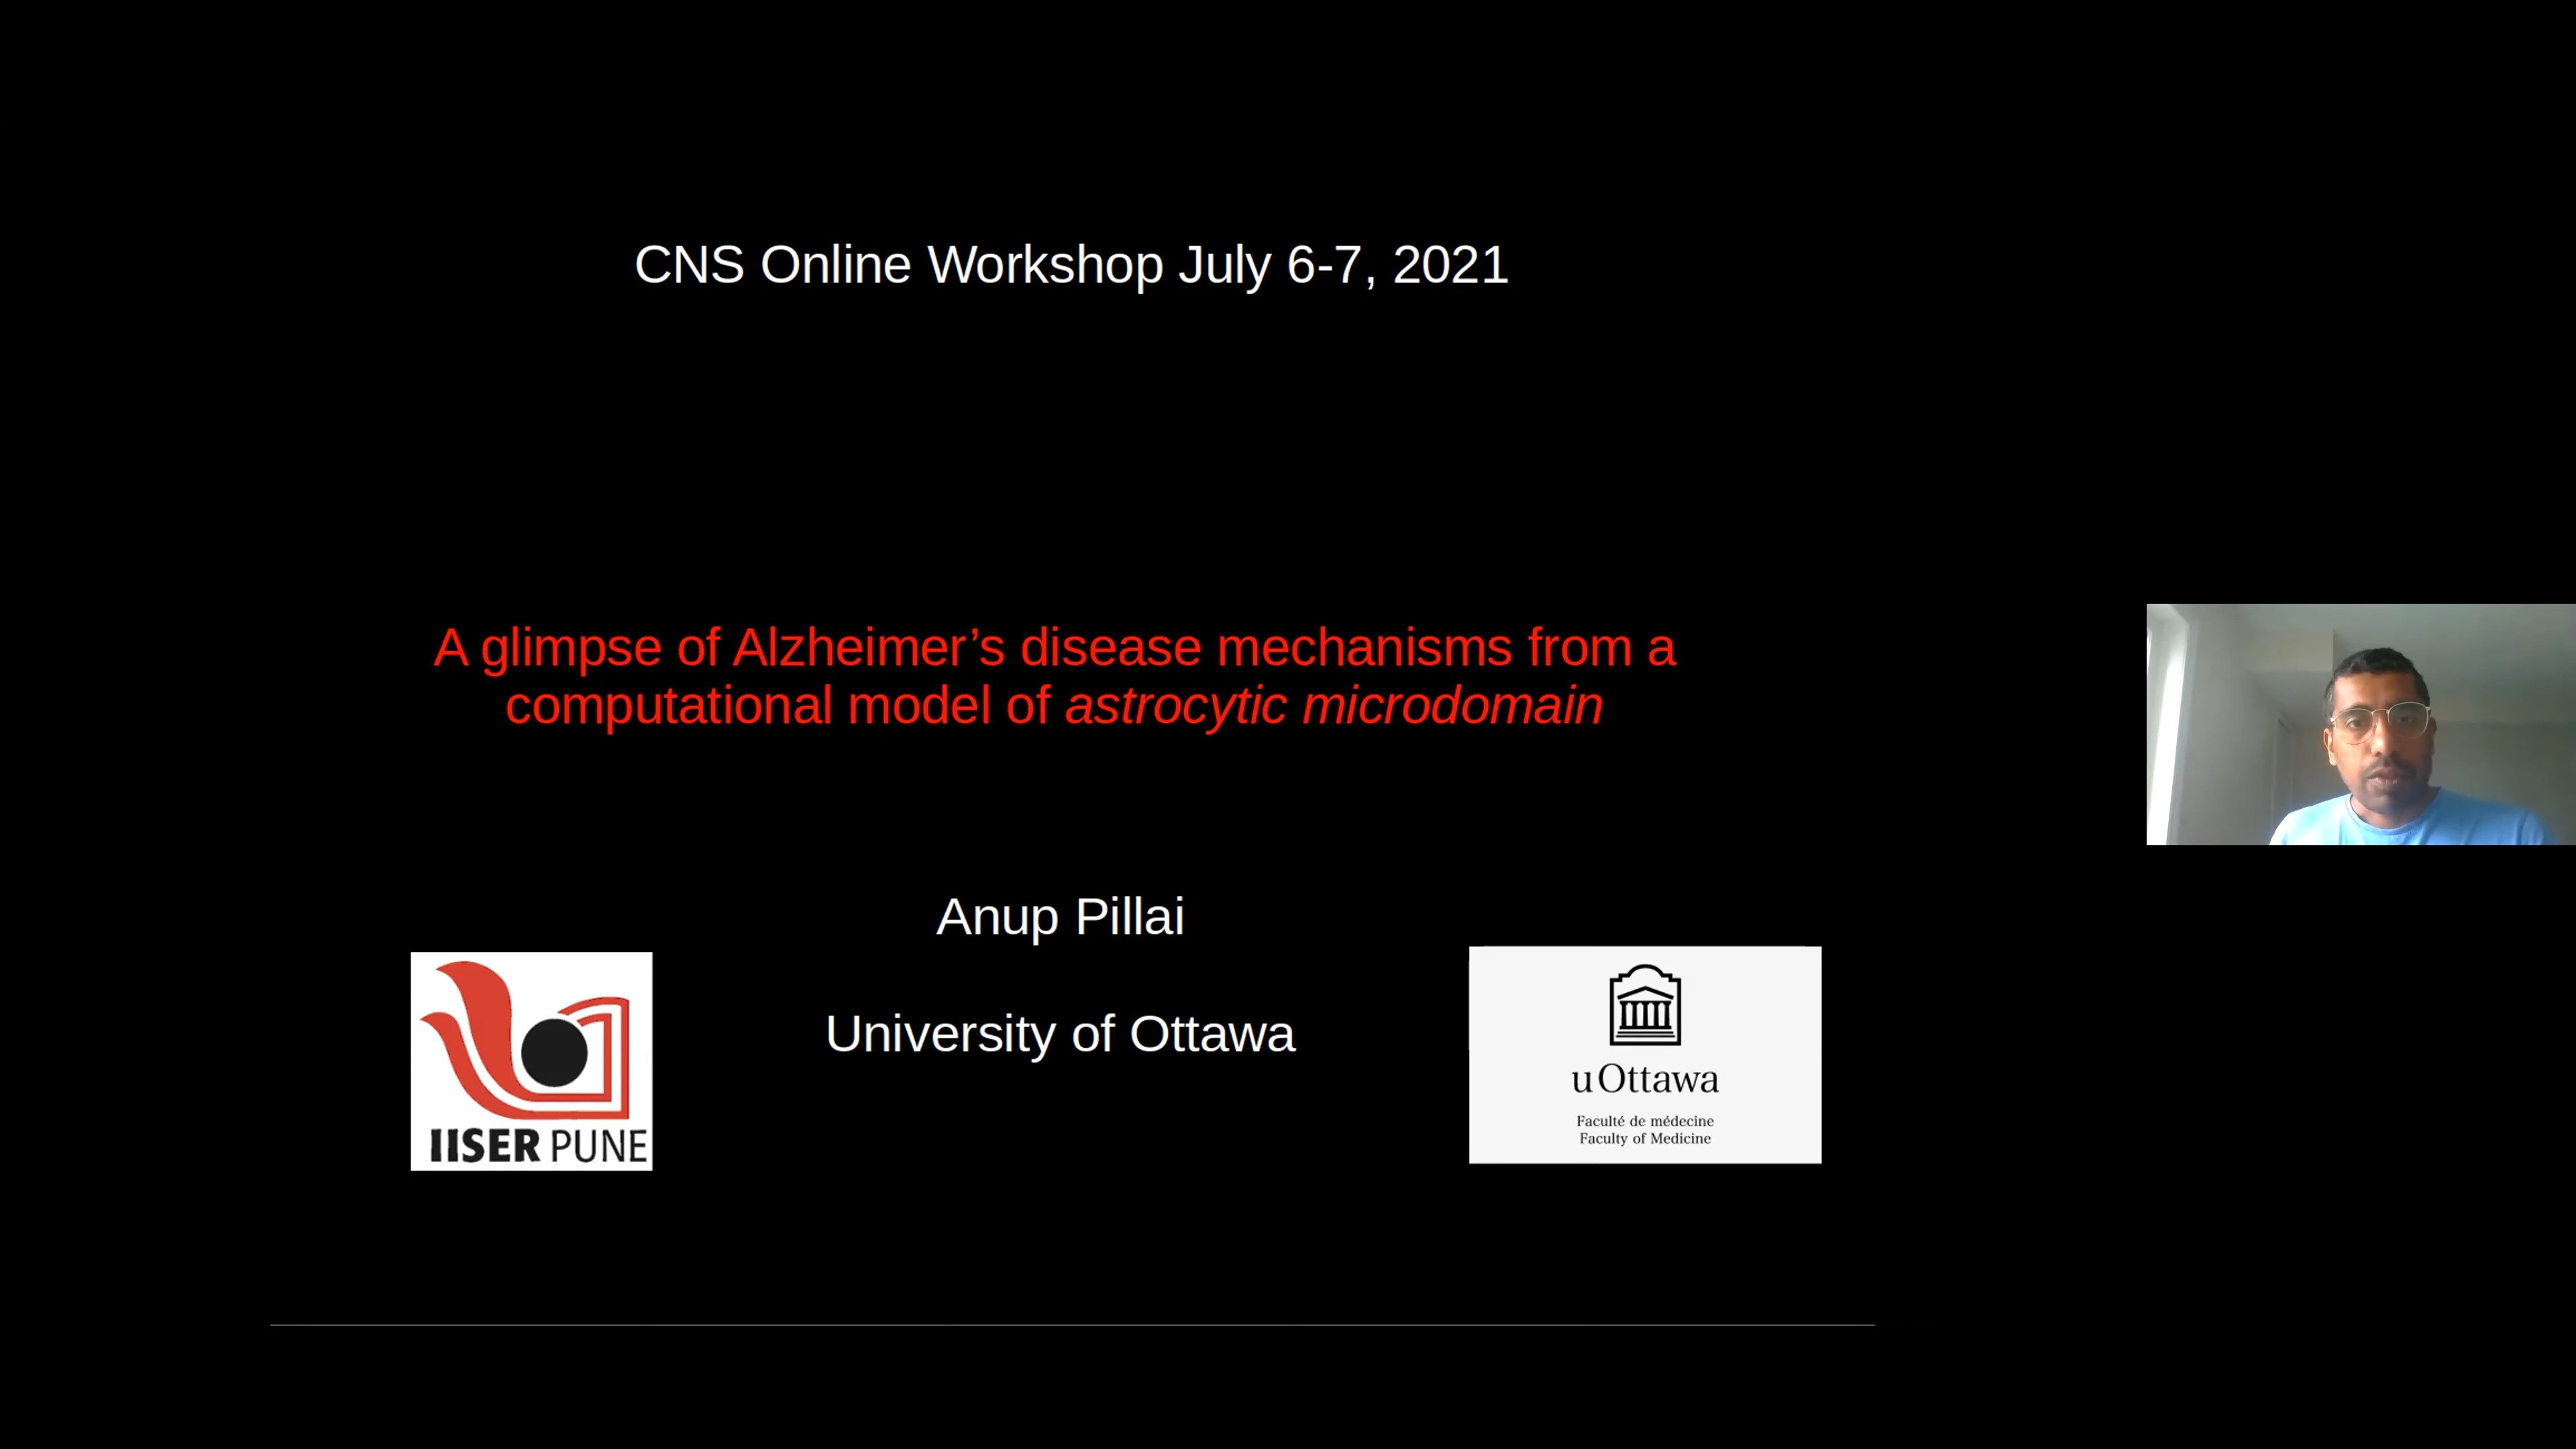 CNS Online Workshop July 6-7, 2021
A glimpse of Alzheimer’s disease mechanisms from a
computational model of astrocytic microdomain
Anup Pillai
University of Ottawa
IISER PUNE
uOttawa
Faculté de médecine
Faculty of Medicine